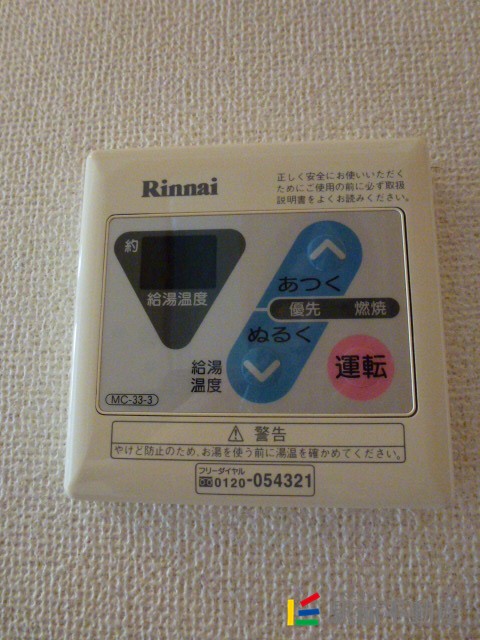 Rinnai
正しく安全にお使いいただく
ためにご使用の前に必ず取扱
説明書をよくお読みください。
約
給湯温度
あつく
優先 燃焼
ぬるく
給湯
温度
運転
MC-33-3
警告
やけど防止のため、お湯を使う前に湯温を確かめてください。
フリーダイヤル
0120-054321